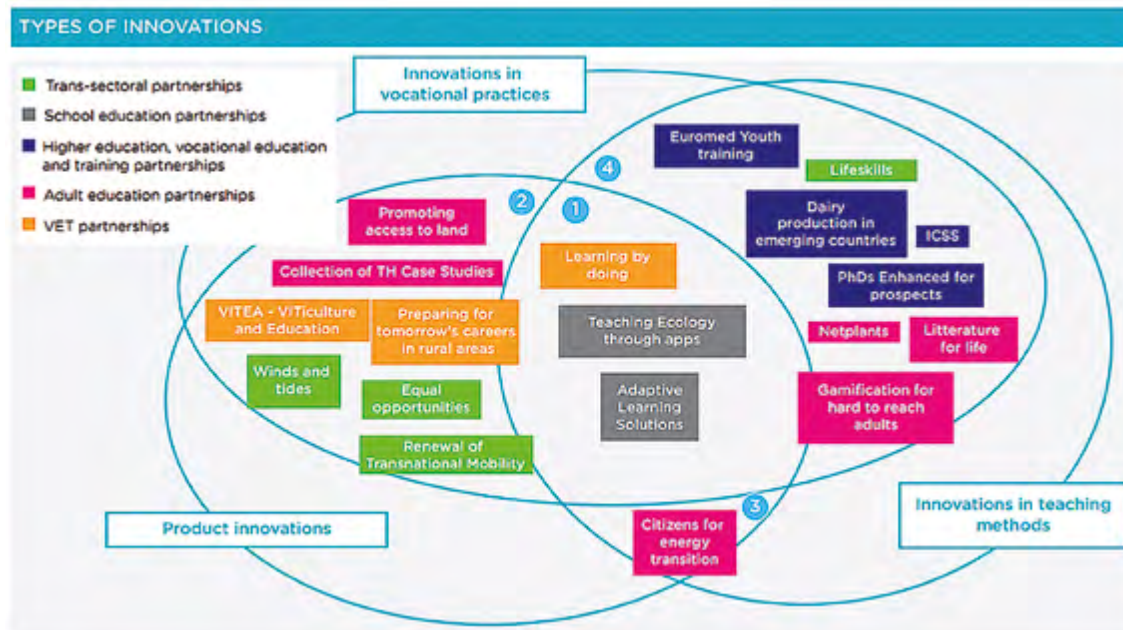 TYPES OF INNOVATIONS
Trans-sectoral partnerships
School education partnerships
Higher education, vocational education
and training partnerships
Adult education partnerships
VET partnerships
Innovations in
vocational practices
4
2
1
Euromed Youth
training
Lifeskills
Dairy
production in
emerging countries
ICSS
PhDs Enhanced for
prospects
Netplants
Litterature
for life
Gamification for
hard to reach
adults
Promoting
access to land
Collection of TH Case Studies
VITEA - VITiculture
and Education
Preparing for
tomorrow's careers
in rural areas
Winds and
tides
Equal
opportunities
Renewal of
Transnational Mobility
Learning by
doing
Teaching Ecology
through apps
Adaptive
Learning
Solutions
3
Citizens for
energy
transition
Product innovations
Innovations in teaching
methods